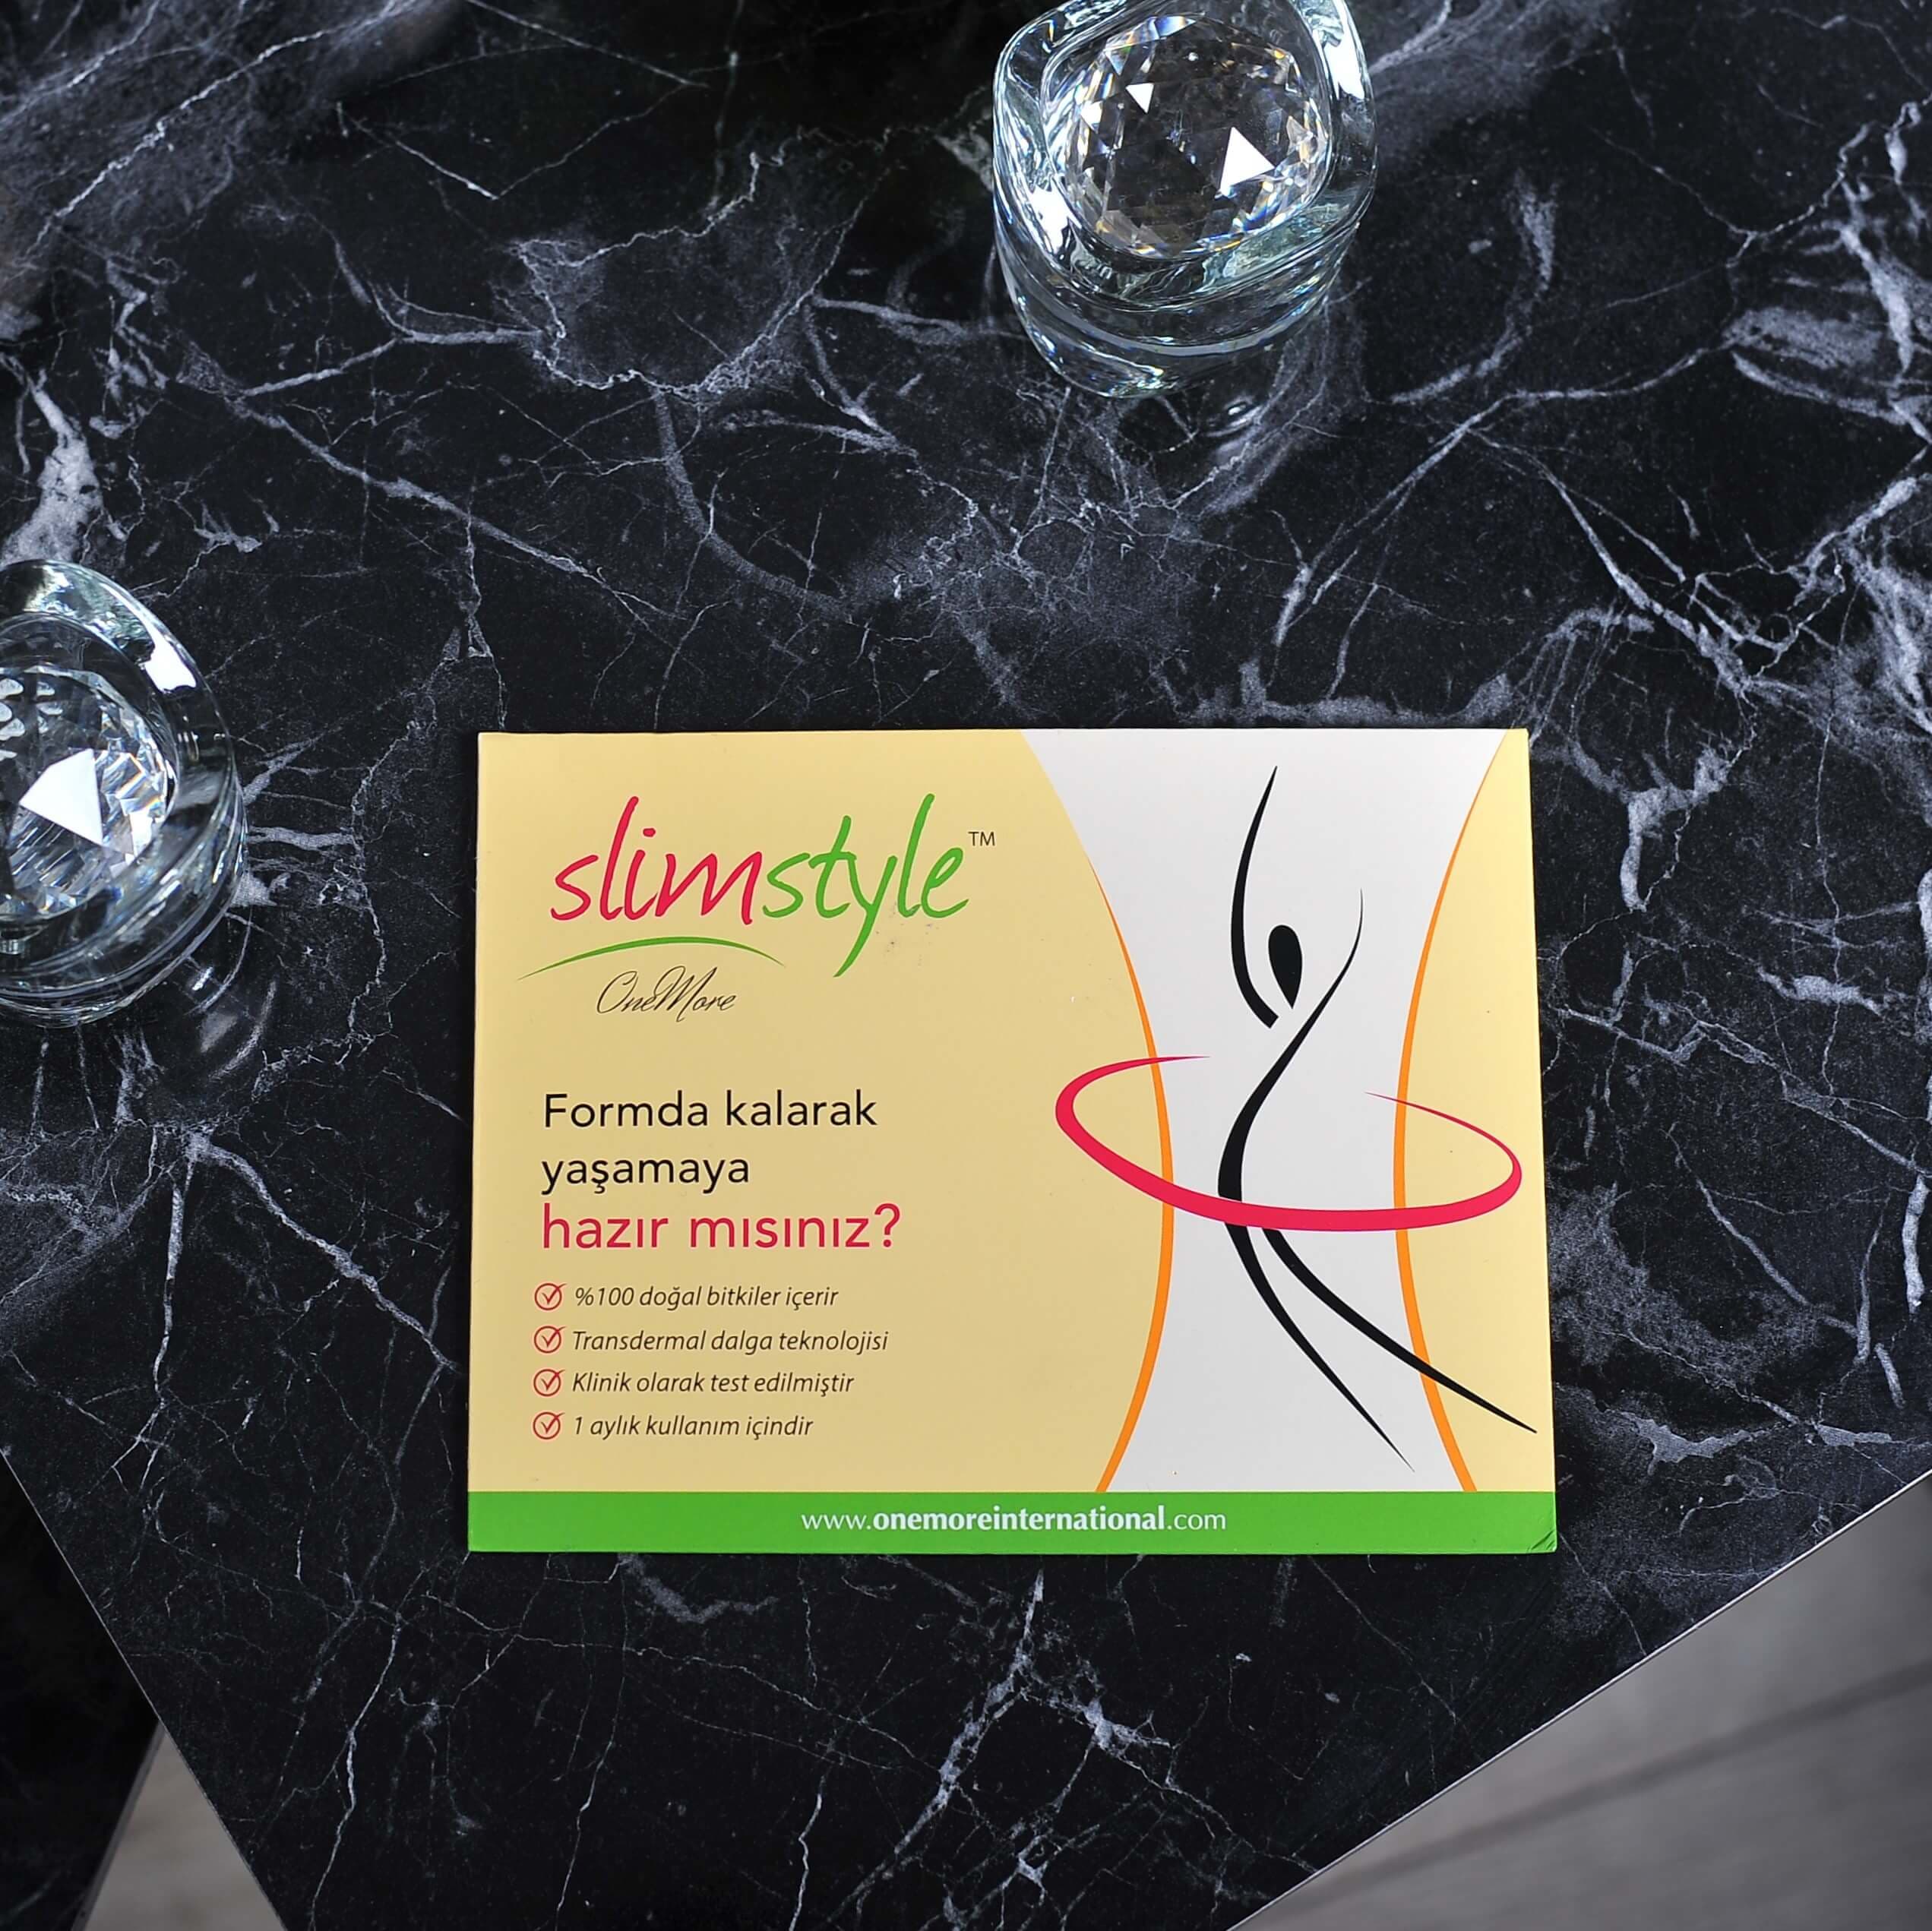 slimstyle™
OneMore
Formda kalarak
yaşamaya
hazır mısınız?
%100 doğal bitkiler içerir
Transdermal dalga teknolojisi
Klinik olarak test edilmiştir
1 aylık kullanım içindir
www.onemoreinternational.com